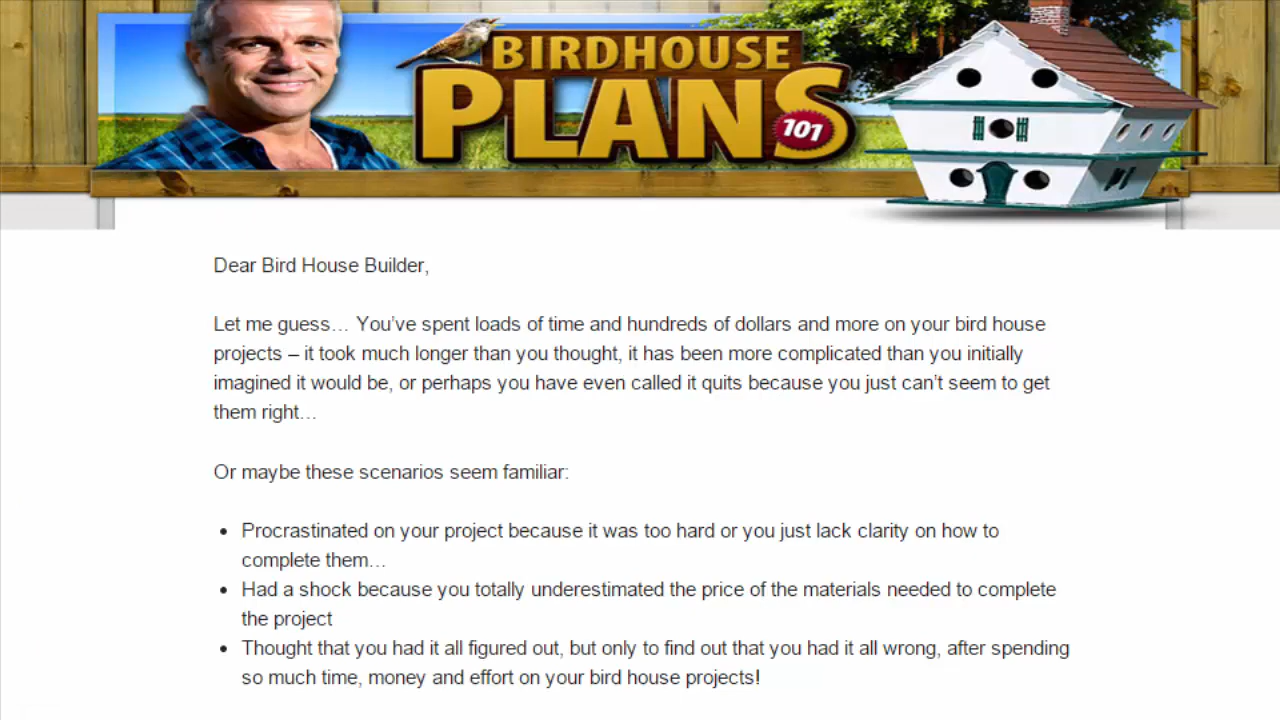 BIRDHOUSE
PLANS
101
Dear Bird House Builder,
Let me guess… You’ve spent loads of time and hundreds of dollars and more on your bird house
projects – it took much longer than you thought, it has been more complicated than you initially
imagined it would be, or perhaps you have even called it quits because you just can’t seem to get
them right…
Or maybe these scenarios seem familiar:
• Procrastinated on your project because it was too hard or you just lack clarity on how to
complete them…
• Had a shock because you totally underestimated the price of the materials needed to complete
the project
• Thought that you had it all figured out, but only to find out that you had it all wrong, after spending
so much time, money and effort on your bird house projects!